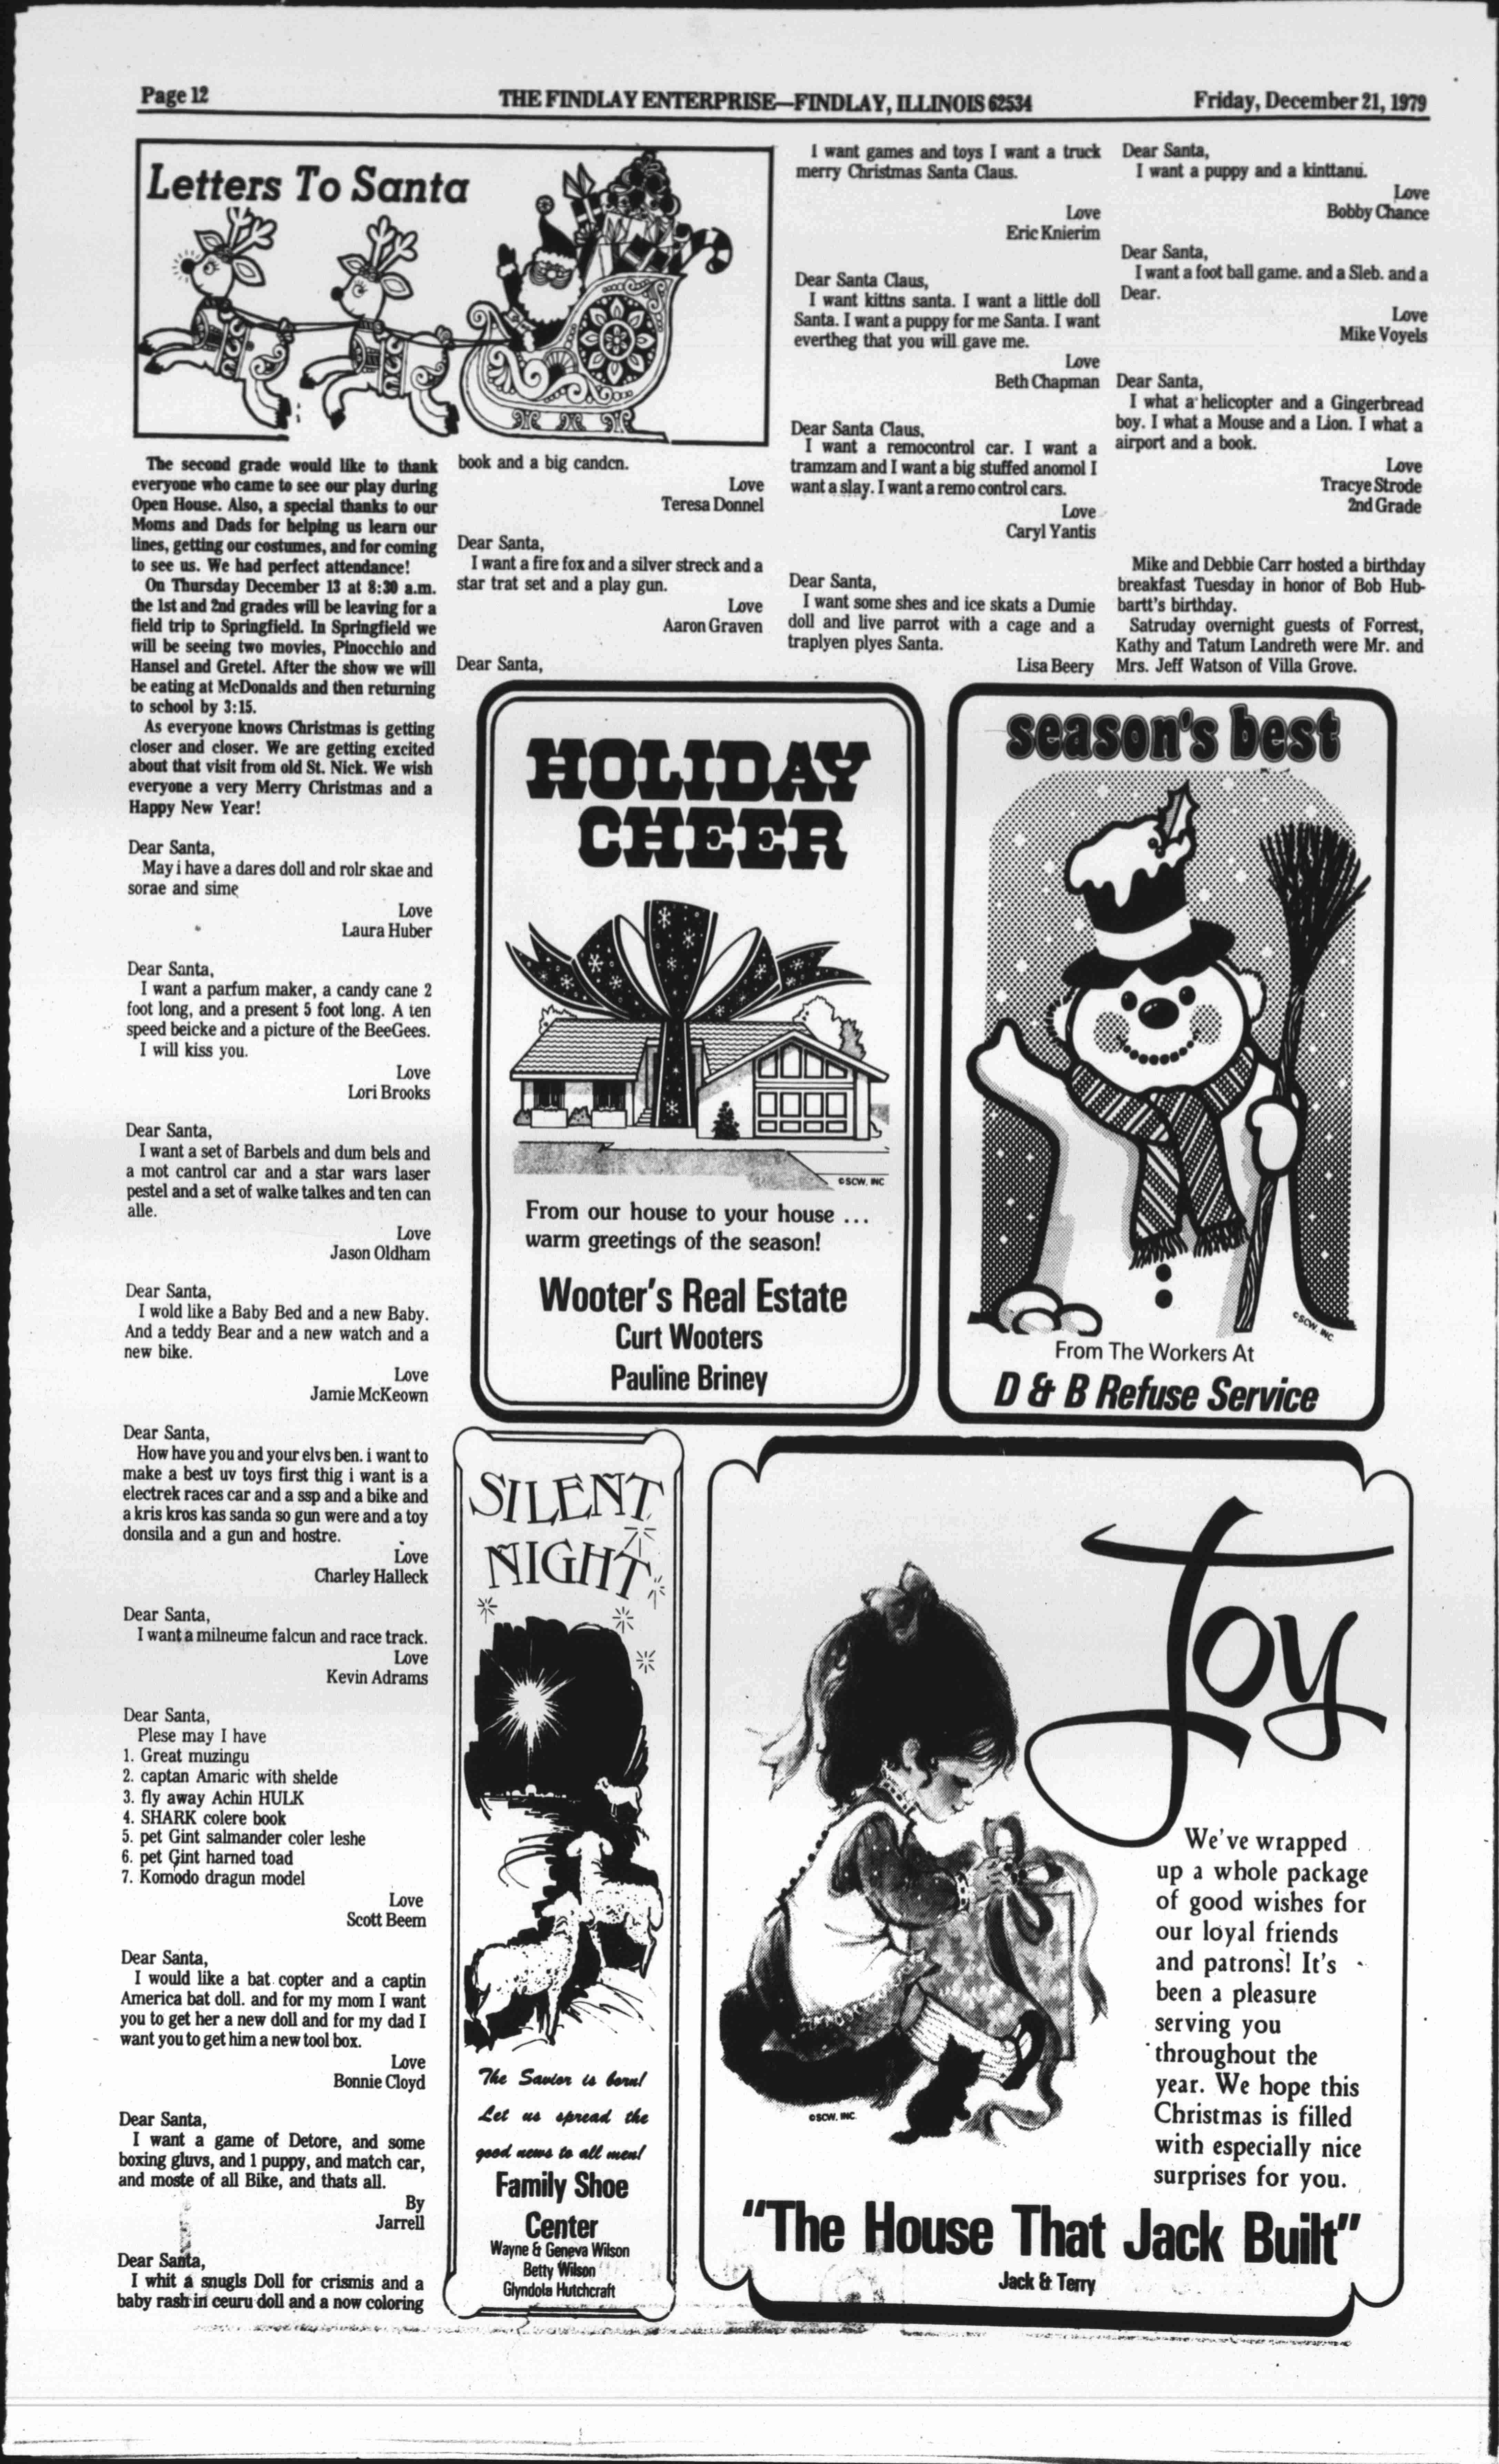 Page 12
THE FINDLAY ENTERPRISE—FINDLAY, ILLINOIS 62534
Friday, December 21, 1979
Letters To Santa
The second grade would like to thank
everyone who came to see our play during
Open House. Also, a special thanks to our
Moms and Dads for helping us learn our
lines, getting our costumes, and for coming
to see us. We had perfect attendance!
On Thursday December 13 at 8:30 a.m.
the 1st and 2nd grades will be leaving for a
field trip to Springfield. In Springfield we
will be seeing two movies, Pinocchio and
Hansel and Gretel. After the show we will
be eating at McDonalds and then returning
to school by 3:15.
As everyone knows Christmas is getting
closer and closer. We are getting excited
about that visit from old St. Nick. We wish
everyone a very Merry Christmas and a
Happy New Year!
Dear Santa,
May i have a dares doll and rolr skae and
sorae and sime
Love
Laura Huber
Dear Santa,
I want a parfum maker, a candy cane 2
foot long, and a present 5 foot long. A ten
speed beicke and a picture of the BeeGees.
I will kiss you.
Love
Lori Brooks
Dear Santa,
I want a set of Barbels and dum bels and
a mot cantrol car and a star wars laser
pestel and a set of walke talkes and ten can
alle.
Love
Jason Oldham
Dear Santa,
I wold like a Baby Bed and a new Baby.
And a teddy Bear and a new watch and a
new bike.
Love
Jamie McKeown
Dear Santa,
How have you and your elvs ben. i want to
make a best uv toys first thig i want is a
electrek races car and a ssp and a bike and
a kris kros kas sanda so gun were and a toy
donsila and a gun and hostre.
Love
Charley Halleck
Dear Santa,
I want a milneume falcun and race track.
Love
Kevin Adrams
Dear Santa,
Plese may I have
1. Great muzingu
2. captan Amaric with shelde
3. fly away Achin HULK
4. SHARK colere book
5. pet Gint salmander coler leshe
6. pet Gint harned toad
7. Komodo dragun model
Love
Scott Beem
Dear Santa,
I would like a bat copter and a captin
America bat doll. and for my mom I want
you to get her a new doll and for my dad I
want you to get him a new tool box.
Love
Bonnie Cloyd
Dear Santa,
I want a game of Detore, and some
boxing gluvs, and 1 puppy, and match car,
and moste of all Bike, and thats all.
By
Jarrell
Dear Santa,
I whit a snugls Doll for crismis and a
baby rash in ceuru doll and a now coloring
book and a big candcn.
Love
Teresa Donnel
Dear Santa,
I want a fire fox and a silver streck and a
star trat set and a play gun.
Love
Aaron Graven
Dear Santa,
I want games and toys I want a truck
merry Christmas Santa Claus.
Love
Eric Knierim
Dear Santa Claus,
I want kittns santa. I want a little doll
Santa. I want a puppy for me Santa. I want
evertheg that you will gave me.
Love
Beth Chapman
Dear Santa Claus,
I want a remocontrol car. I want a
tramzam and I want a big stuffed anomol I
want a slay. I want a remo control cars.
Love
Caryl Yantis
Dear Santa,
I want some shes and ice skats a Dumie
doll and live parrot with a cage and a
traplyen plyes Santa.
Lisa Beery
Dear Santa,
I want a puppy and a kinttanu.
Love
Bobby Chance
Dear Santa,
I want a foot ball game. and a Sleb. and a
Dear.
Love
Mike Voyels
Dear Santa,
I what a helicopter and a Gingerbread
boy. I what a Mouse and a Lion. I what a
airport and a book.
Love
Tracye Strode
2nd Grade
Mike and Debbie Carr hosted a birthday
breakfast Tuesday in honor of Bob Hub-
bartt's birthday.
Satruday overnight guests of Forrest,
Kathy and Tatum Landreth were Mr. and
Mrs. Jeff Watson of Villa Grove.
HOLIDAY
CHEER
©SCW, INC
From our house to your house ...
warm greetings of the season!
Wooter's Real Estate
Curt Wooters
Pauline Briney
season's best
©SCW, INC
From The Workers At
D & B Refuse Service
SILENT
NIGHT
The Savior is born!
Let us spread the
good news to all men!
Family Shoe
Center
Wayne & Geneva Wilson
Betty Wilson
Glyndola Hutchcraft
Joy
We've wrapped
up a whole package
of good wishes for
our loyal friends
and patrons! It's
been a pleasure
serving you
throughout the
year. We hope this
Christmas is filled
with especially nice
surprises for you.
©SCW, INC
"The House That Jack Built"
Jack & Terry